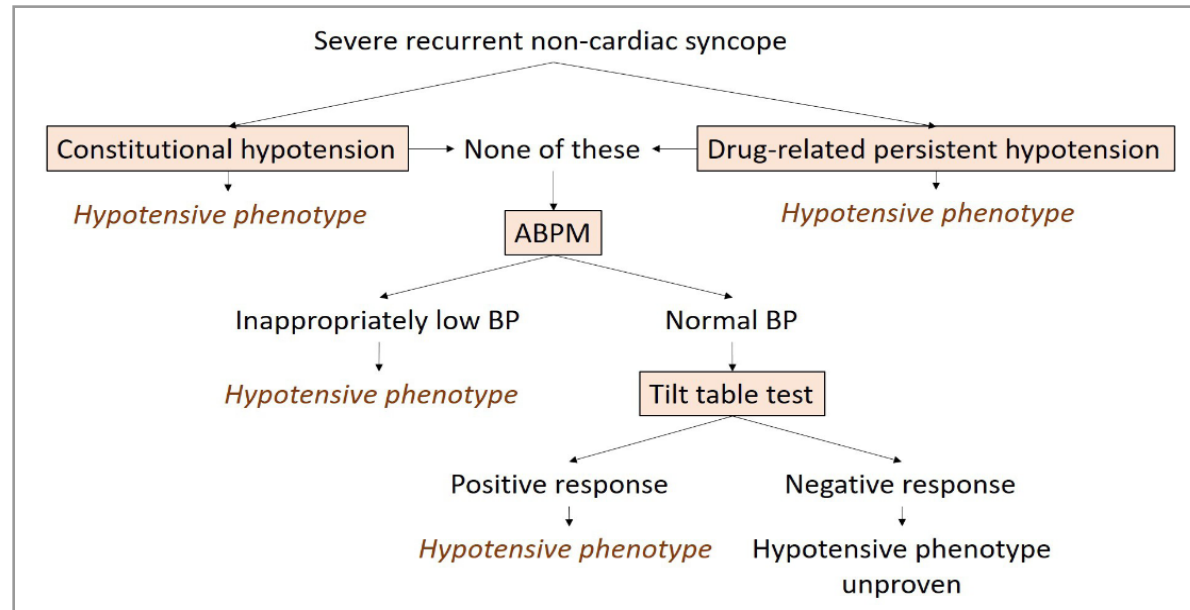 Severe recurrent non-cardiac syncope
Constitutional hypotension
None of these
Drug-related persistent hypotension
Hypotensive phenotype
Hypotensive phenotype
ABPM
Inappropriately low BP
Normal BP
Hypotensive phenotype
Tilt table test
Positive response
Negative response
Hypotensive phenotype
Hypotensive phenotype
unproven